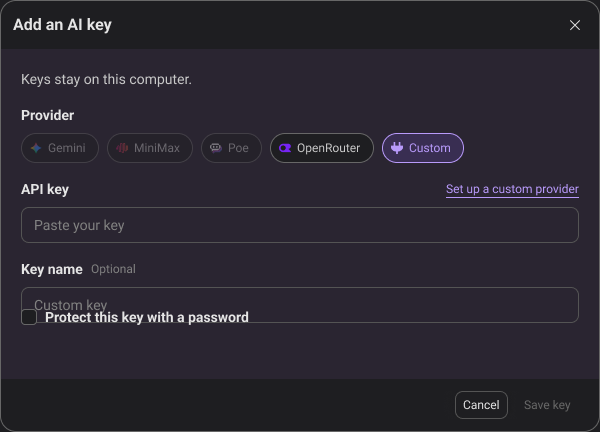 Add an AI key
Keys stay on this computer.
Provider
Gemini MiniMax Poe OpenRouter Custom
API key Set up a custom provider
Paste your key
Key name Optional
Custom key
Protect this key with a password
Cancel Save key